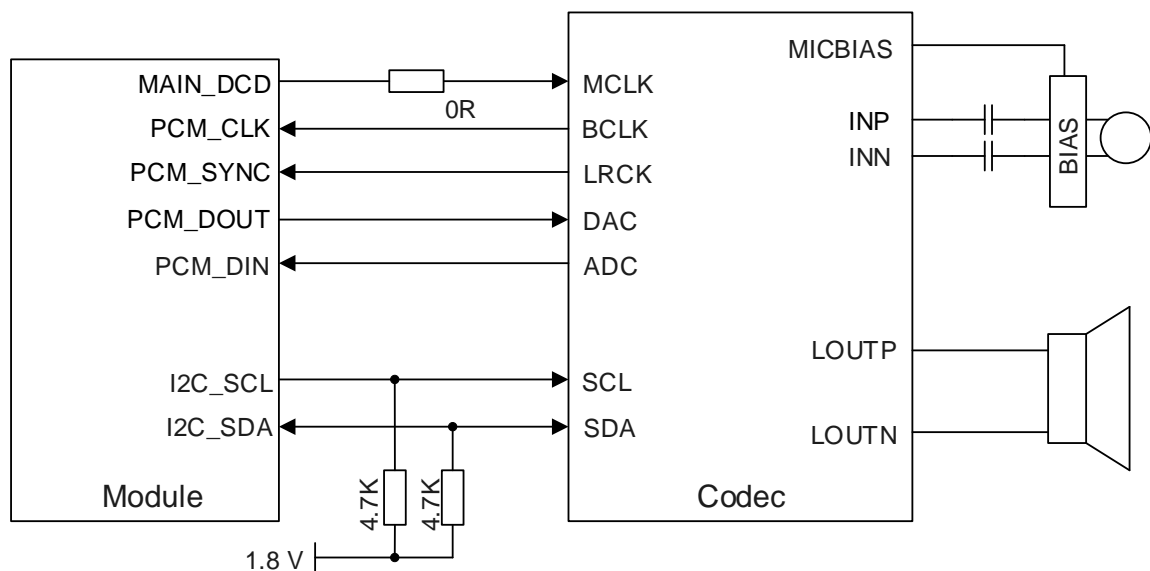 MAIN_DCD
PCM_CLK
PCM_SYNC
PCM_DOUT
PCM_DIN
I2C_SCL
I2C_SDA
Module
0R
4.7K
4.7K
1.8 V
MCLK
BCLK
LRCK
DAC
ADC
SCL
SDA
Codec
MICBIAS
INP
INN
LOUTP
LOUTN
BIAS